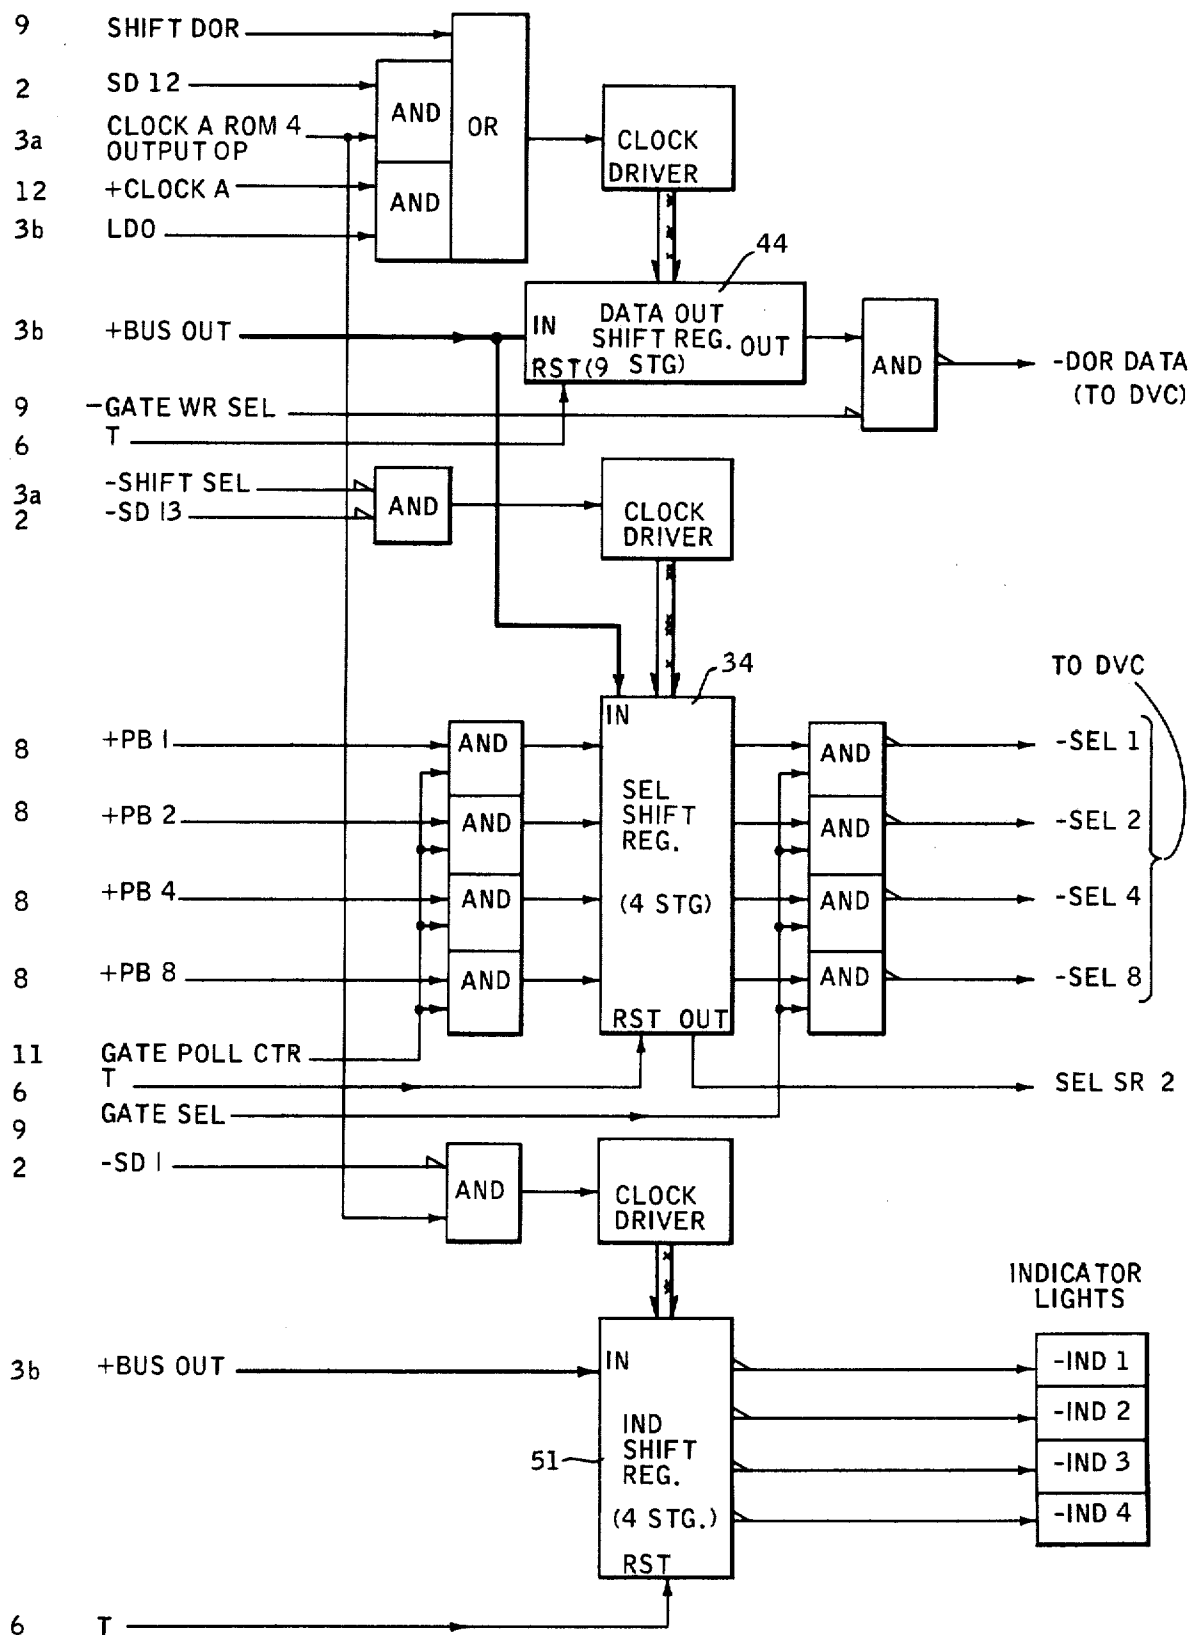 9 SHIFT DOR
2 SD 12
AND
OR
3a CLOCK A ROM 4
OUTPUT OP
CLOCK
DRIVER
12 +CLOCK A
AND
3b LDO
44
3b +BUS OUT
IN
DATA OUT
SHIFT REG.
OUT
RST (9 STG)
AND
-DOR DATA
(TO DVC)
9 -GATE WR SEL
6 T
3a -SHIFT SEL
2 -SD 13
AND
CLOCK
DRIVER
34
TO DVC
IN
8 +PB 1
AND
AND
-SEL 1
SEL
SHIFT
REG.
8 +PB 2
AND
AND
-SEL 2
8 +PB 4
AND
(4 STG)
AND
-SEL 4
8 +PB 8
AND
AND
-SEL 8
RST OUT
11 GATE POLL CTR
6 T
SEL SR 2
9 GATE SEL
2 -SD 1
AND
CLOCK
DRIVER
INDICATOR
LIGHTS
3b +BUS OUT
IN
-IND 1
-IND 2
IND
SHIFT
REG.
51
-IND 3
(4 STG.)
-IND 4
RST
6 T